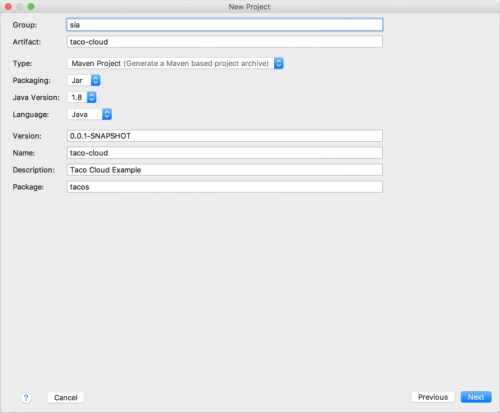 New Project
Group: sia
Artifact: taco-cloud
Type: Maven Project (Generate a Maven based project archive)
Packaging: Jar
Java Version: 1.8
Language: Java
Version: 0.0.1-SNAPSHOT
Name: taco-cloud
Description: Taco Cloud Example
Package: tacos
? Cancel Previous Next